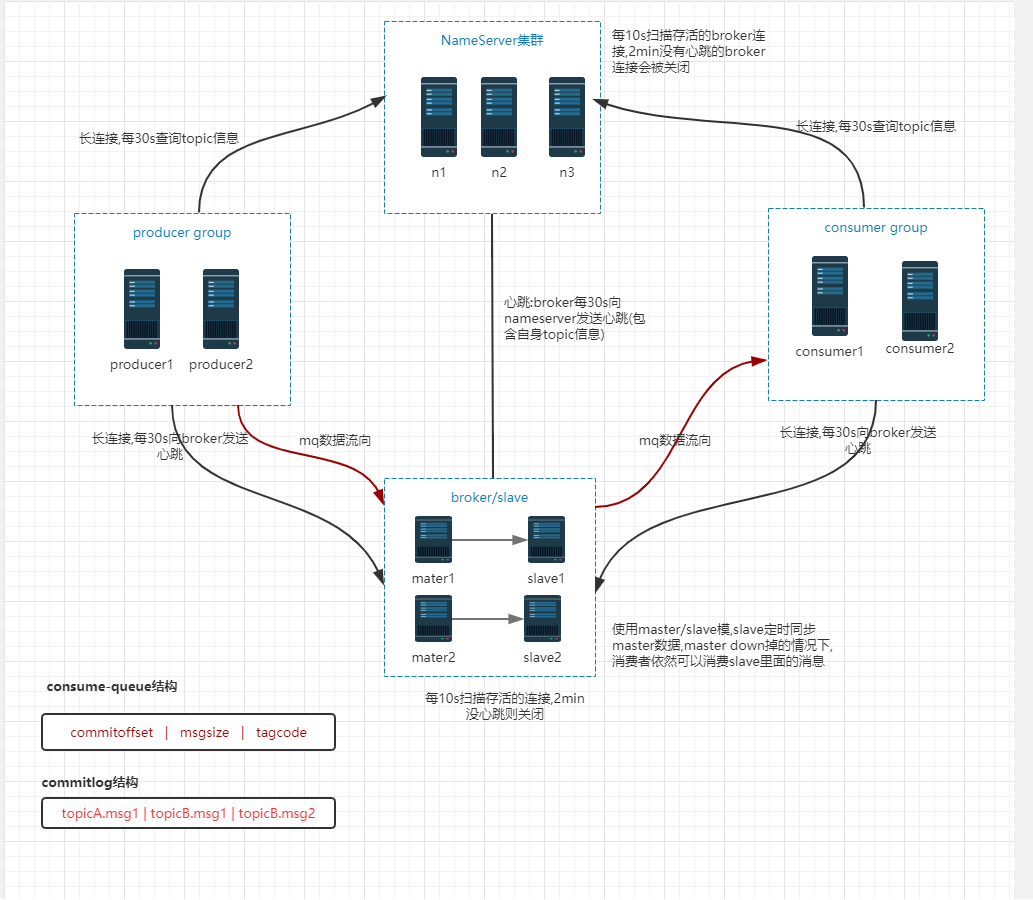 NameServer集群
每10s扫描存活的broker连
接,2min没有心跳的broker
连接会被关闭
n1
n2
n3
长连接,每30s查询topic信息
长连接,每30s查询topic信息
producer group
producer1
producer2
consumer group
consumer1
consumer2
心跳:broker每30s向
nameserver发送心跳(包
含自身topic信息)
长连接,每30s向broker发送
心跳
mq数据流向
mq数据流向
长连接,每30s向broker发送
心跳
broker/slave
mater1
slave1
mater2
slave2
使用master/slave模,slave定时同步
master数据,master down掉的情况下,
消费者依然可以消费slave里面的消息
每10s扫描存活的连接,2min
没心跳则关闭
consume-queue结构
commitoffset | msgsize | tagcode
commitlog结构
topicA.msg1 | topicB.msg1 | topicB.msg2